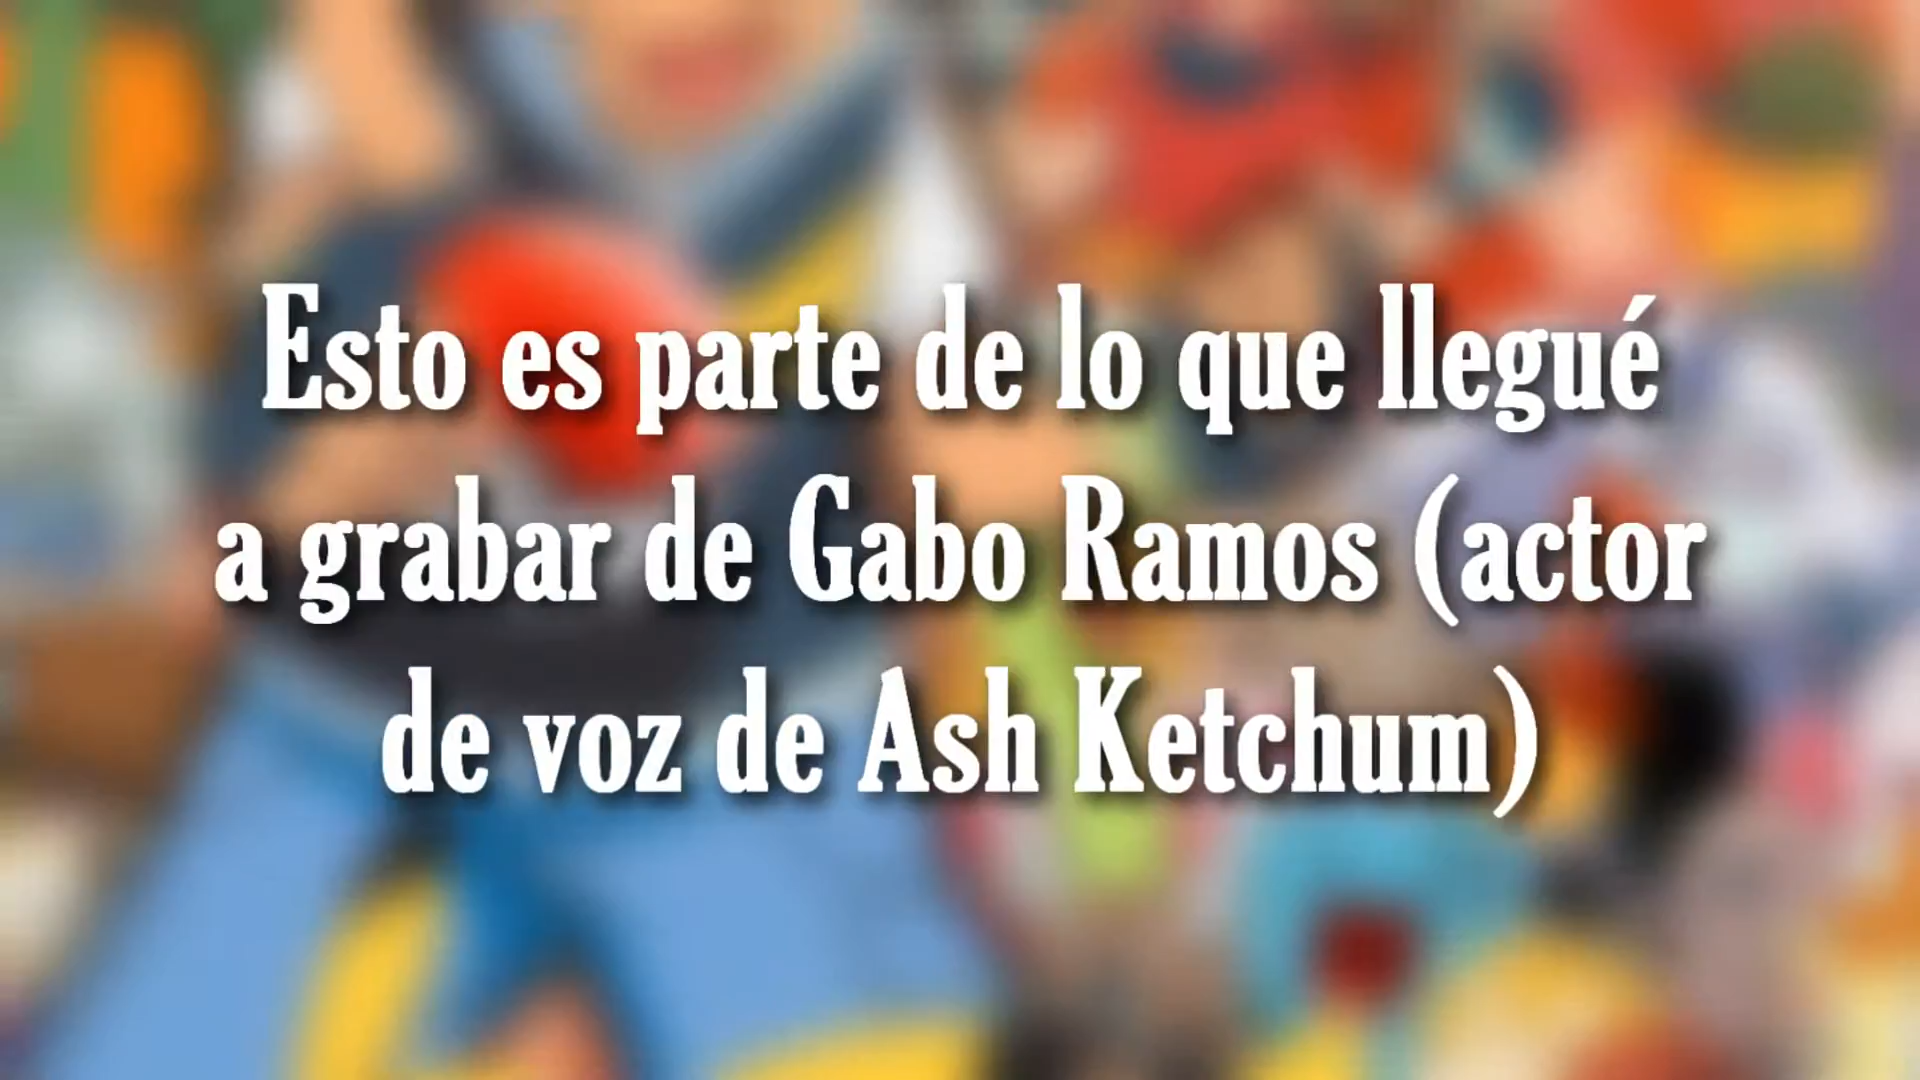 Esto es parte de lo que llegué
a grabar de Gabo Ramos (actor
de voz de Ash Ketchum)